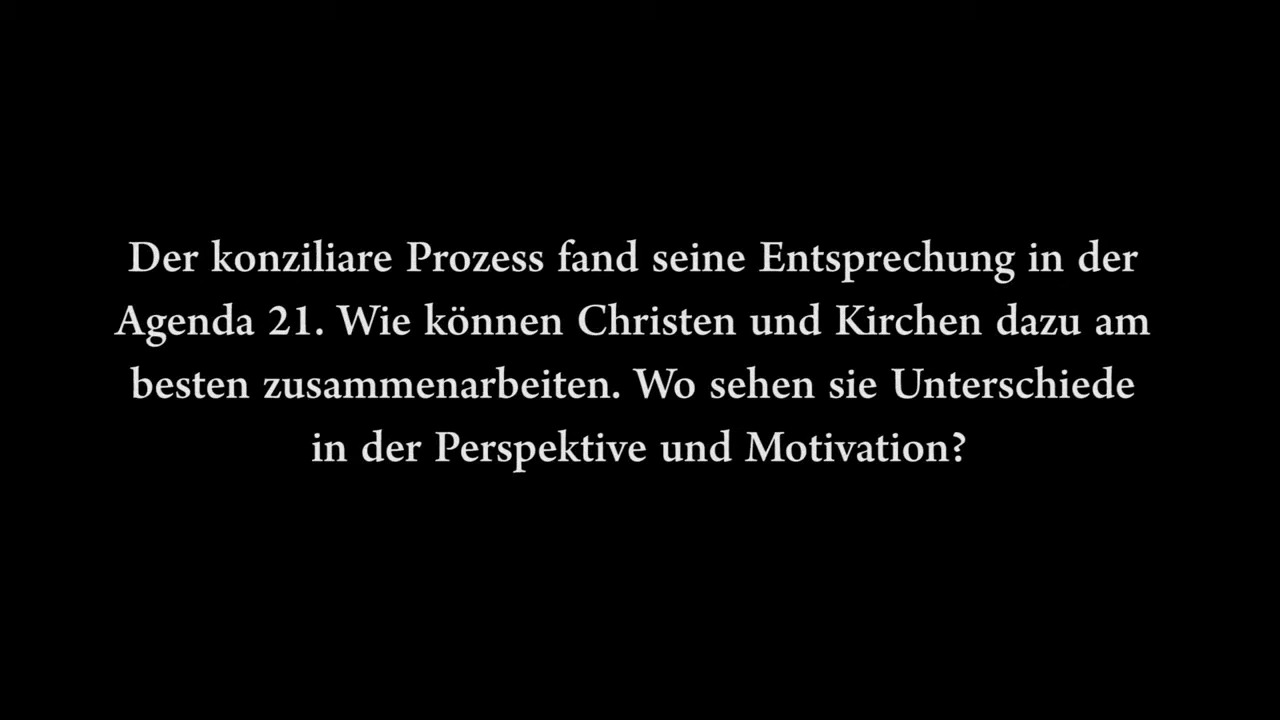 Der konziliare Prozess fand seine Entsprechung in der
Agenda 21. Wie können Christen und Kirchen dazu am
besten zusammenarbeiten. Wo sehen sie Unterschiede
in der Perspektive und Motivation?